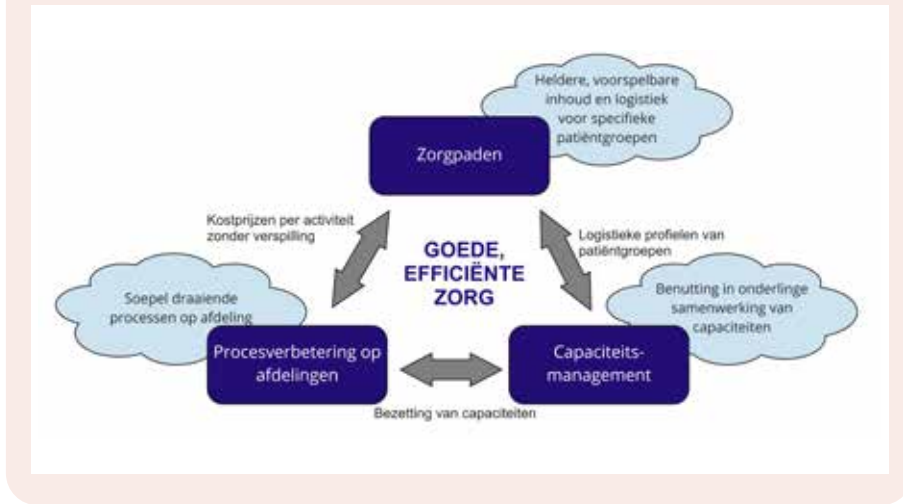 Heldere, voorspelbare
inhoud en logistiek
voor specifieke
patiëntgroepen
Zorgpaden
Kostprijzen per activiteit
zonder verspilling
GOEDE,
EFFICIËNTE
ZORG
Logistieke profielen van
patiëntgroepen
Soepel draaiende
processen op afdeling
Benutting in onderlinge
samenwerking van
capaciteiten
Procesverbetering op
afdelingen
Capaciteits-
management
Bezetting van capaciteiten